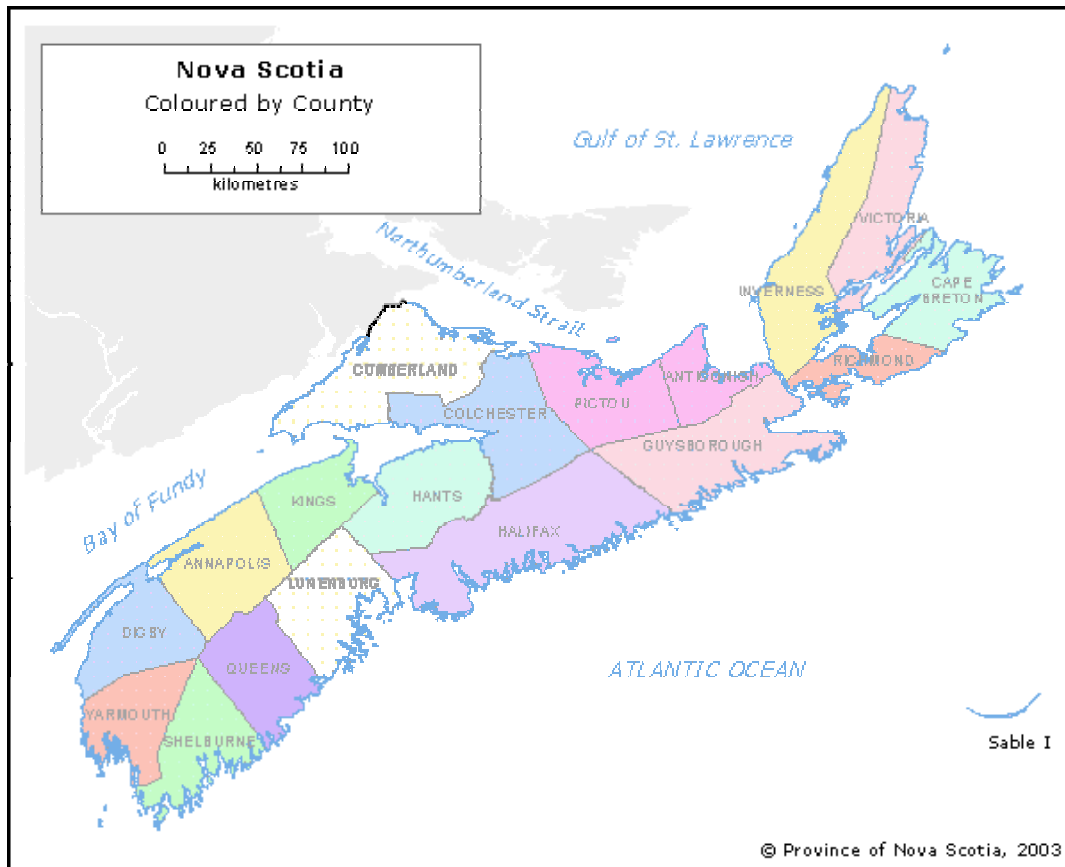 Nova Scotia
Coloured by County
0 25 50 75 100
kilometres
Gulf of St. Lawrence
Northumberland Strait
VICTORIA
CAPE
BRETON
INVERNESS
RICHMOND
CUMBERLAND
ANTIGONISH
PICTOU
COLCHESTER
GUYSBOROUGH
Bay of Fundy
KINGS
HANTS
HALIFAX
ANNAPOLIS
LUNENBURG
DIGBY
QUEENS
ATLANTIC OCEAN
YARMOUTH
SHELBURNE
Sable I
© Province of Nova Scotia, 2003